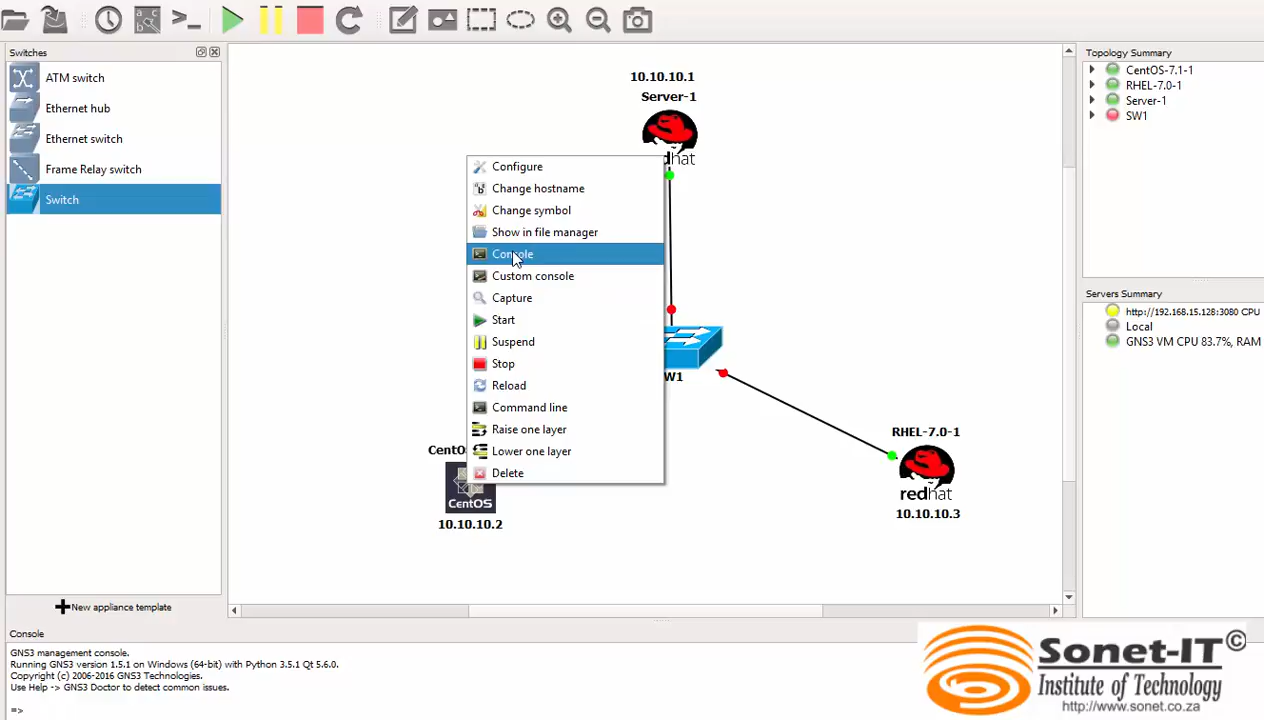 Switches
ATM switch
Ethernet hub
Ethernet switch
Frame Relay switch
Switch
New appliance template
10.10.10.1
Server-1
hat
Configure
Change hostname
Change symbol
Show in file manager
Console
Custom console
Capture
Start
Suspend
Stop
Reload
Command line
Raise one layer
Lower one layer
Delete
W1
CentO
CentOS
10.10.10.2
RHEL-7.0-1
redhat
10.10.10.3
Topology Summary
CentOS-7.1-1
RHEL-7.0-1
Server-1
SW1
Servers Summary
http://192.168.15.128:3080 CPU
Local
GNS3 VM CPU 83.7%, RAM
Console
GNS3 management console.
Running GNS3 version 1.5.1 on Windows (64-bit) with Python 3.5.1 Qt 5.6.0.
Copyright (c) 2006-2016 GNS3 Technologies.
Use Help -> GNS3 Doctor to detect common issues.
=>
Sonet-IT©
Institute of Technology
http://www.sonet.co.za